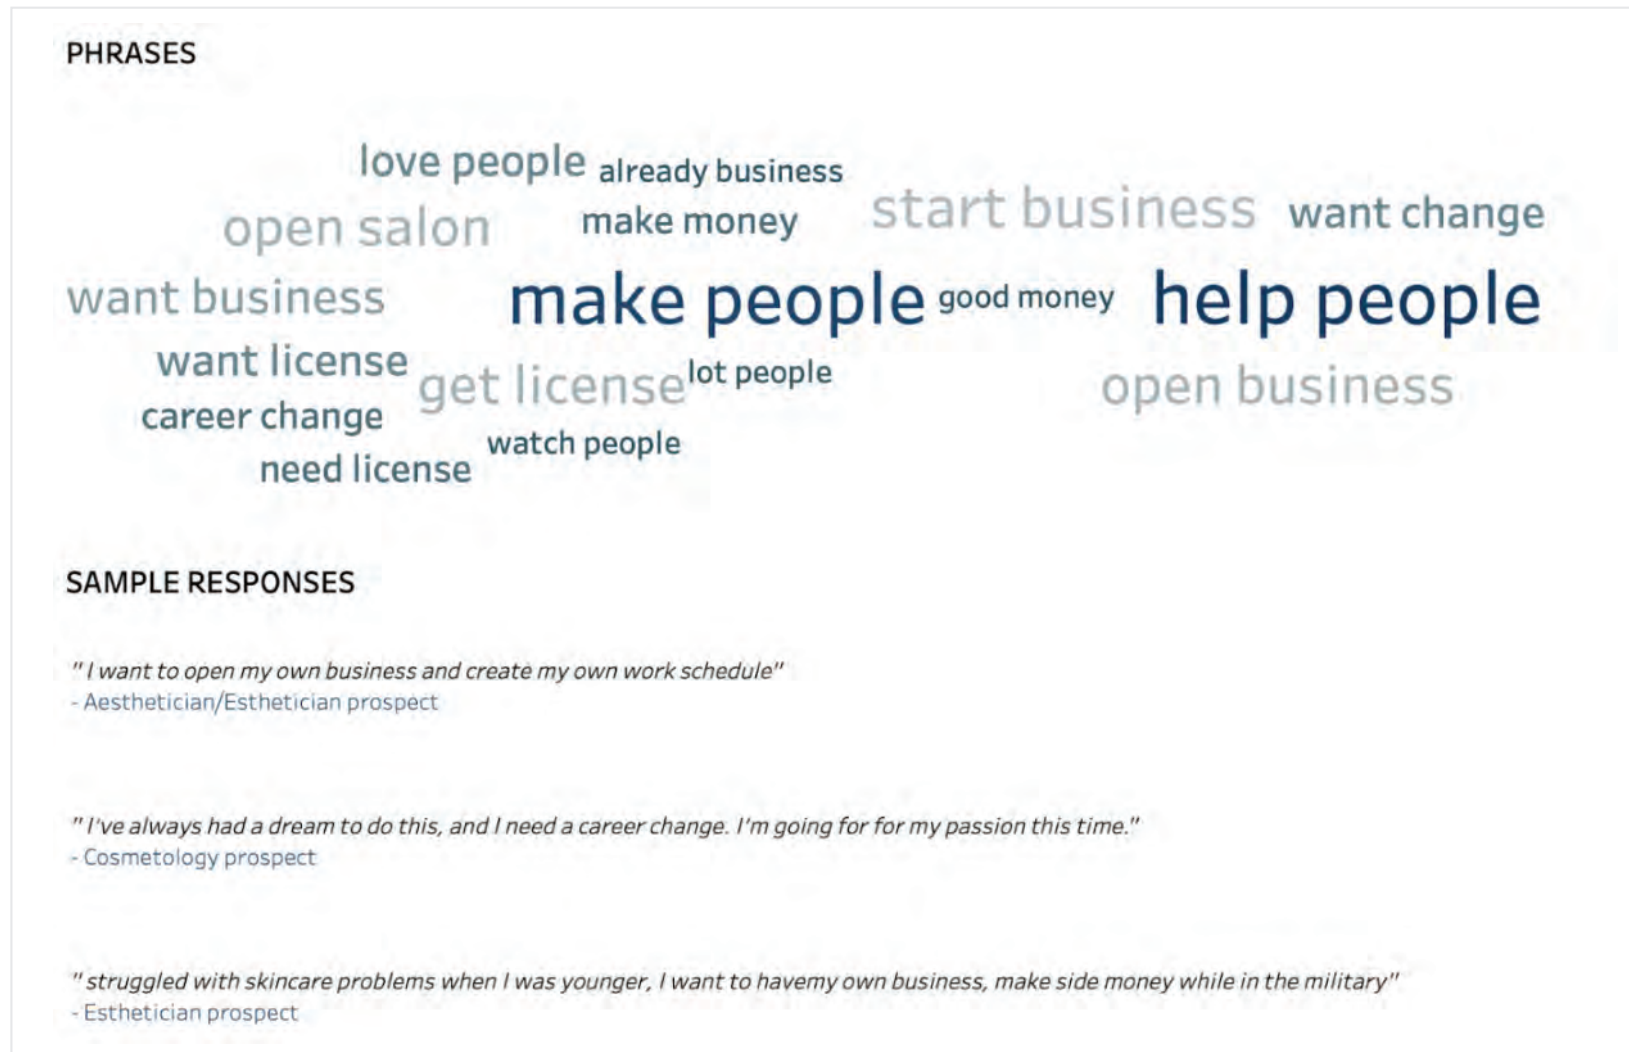 PHRASES
love people already business
open salon make money start business want change
want business make people good money help people
want license get license lot people open business
career change watch people
need license
SAMPLE RESPONSES
"I want to open my own business and create my own work schedule"
- Aesthetician/Esthetician prospect
"I've always had a dream to do this, and I need a career change. I'm going for for my passion this time."
- Cosmetology prospect
"struggled with skincare problems when I was younger, I want to havemy own business, make side money while in the military"
- Esthetician prospect